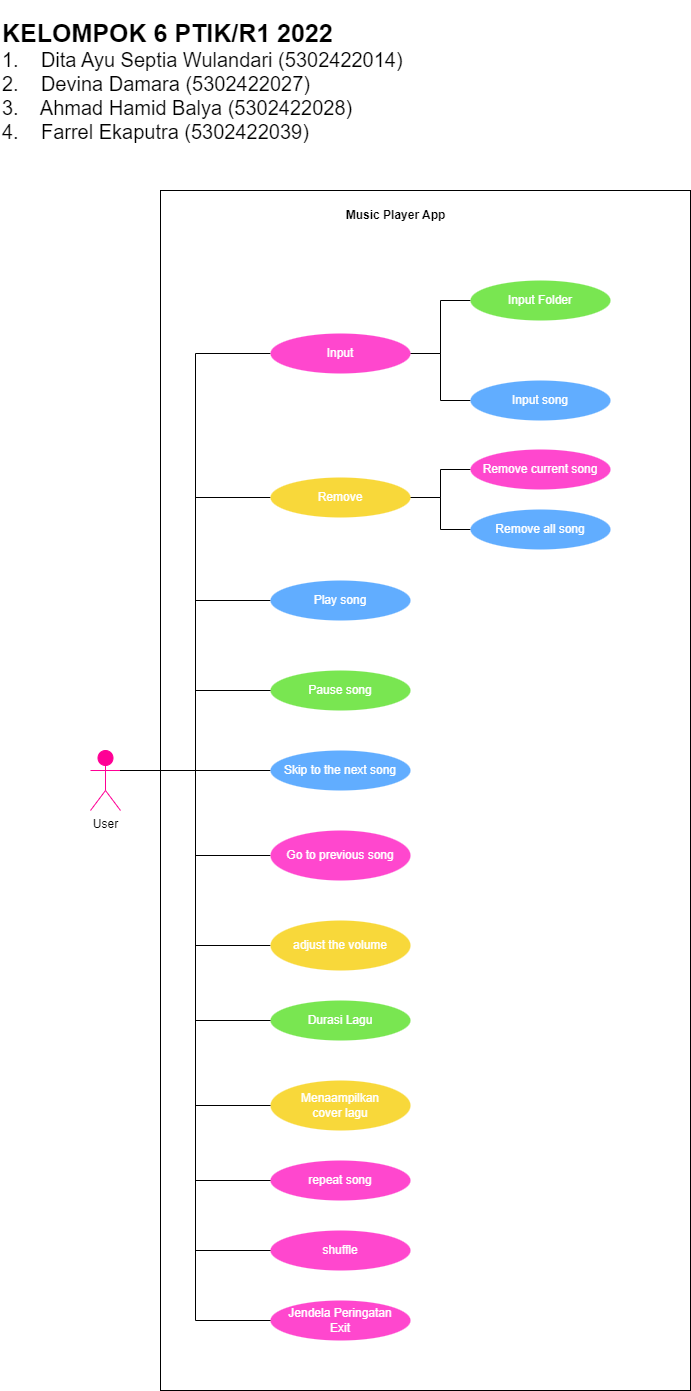 KELOMPOK 6 PTIK/R1 2022
1. Dita Ayu Septia Wulandari (5302422014)
2. Devina Damara (5302422027)
3. Ahmad Hamid Balya (5302422028)
4. Farrel Ekaputra (5302422039)
Music Player App
Input Folder
Input
Input song
Remove current song
Remove
Remove all song
Play song
Pause song
Skip to the next song
User
Go to previous song
adjust the volume
Durasi Lagu
Menaampilkan
cover lagu
repeat song
shuffle
Jendela Peringatan
Exit